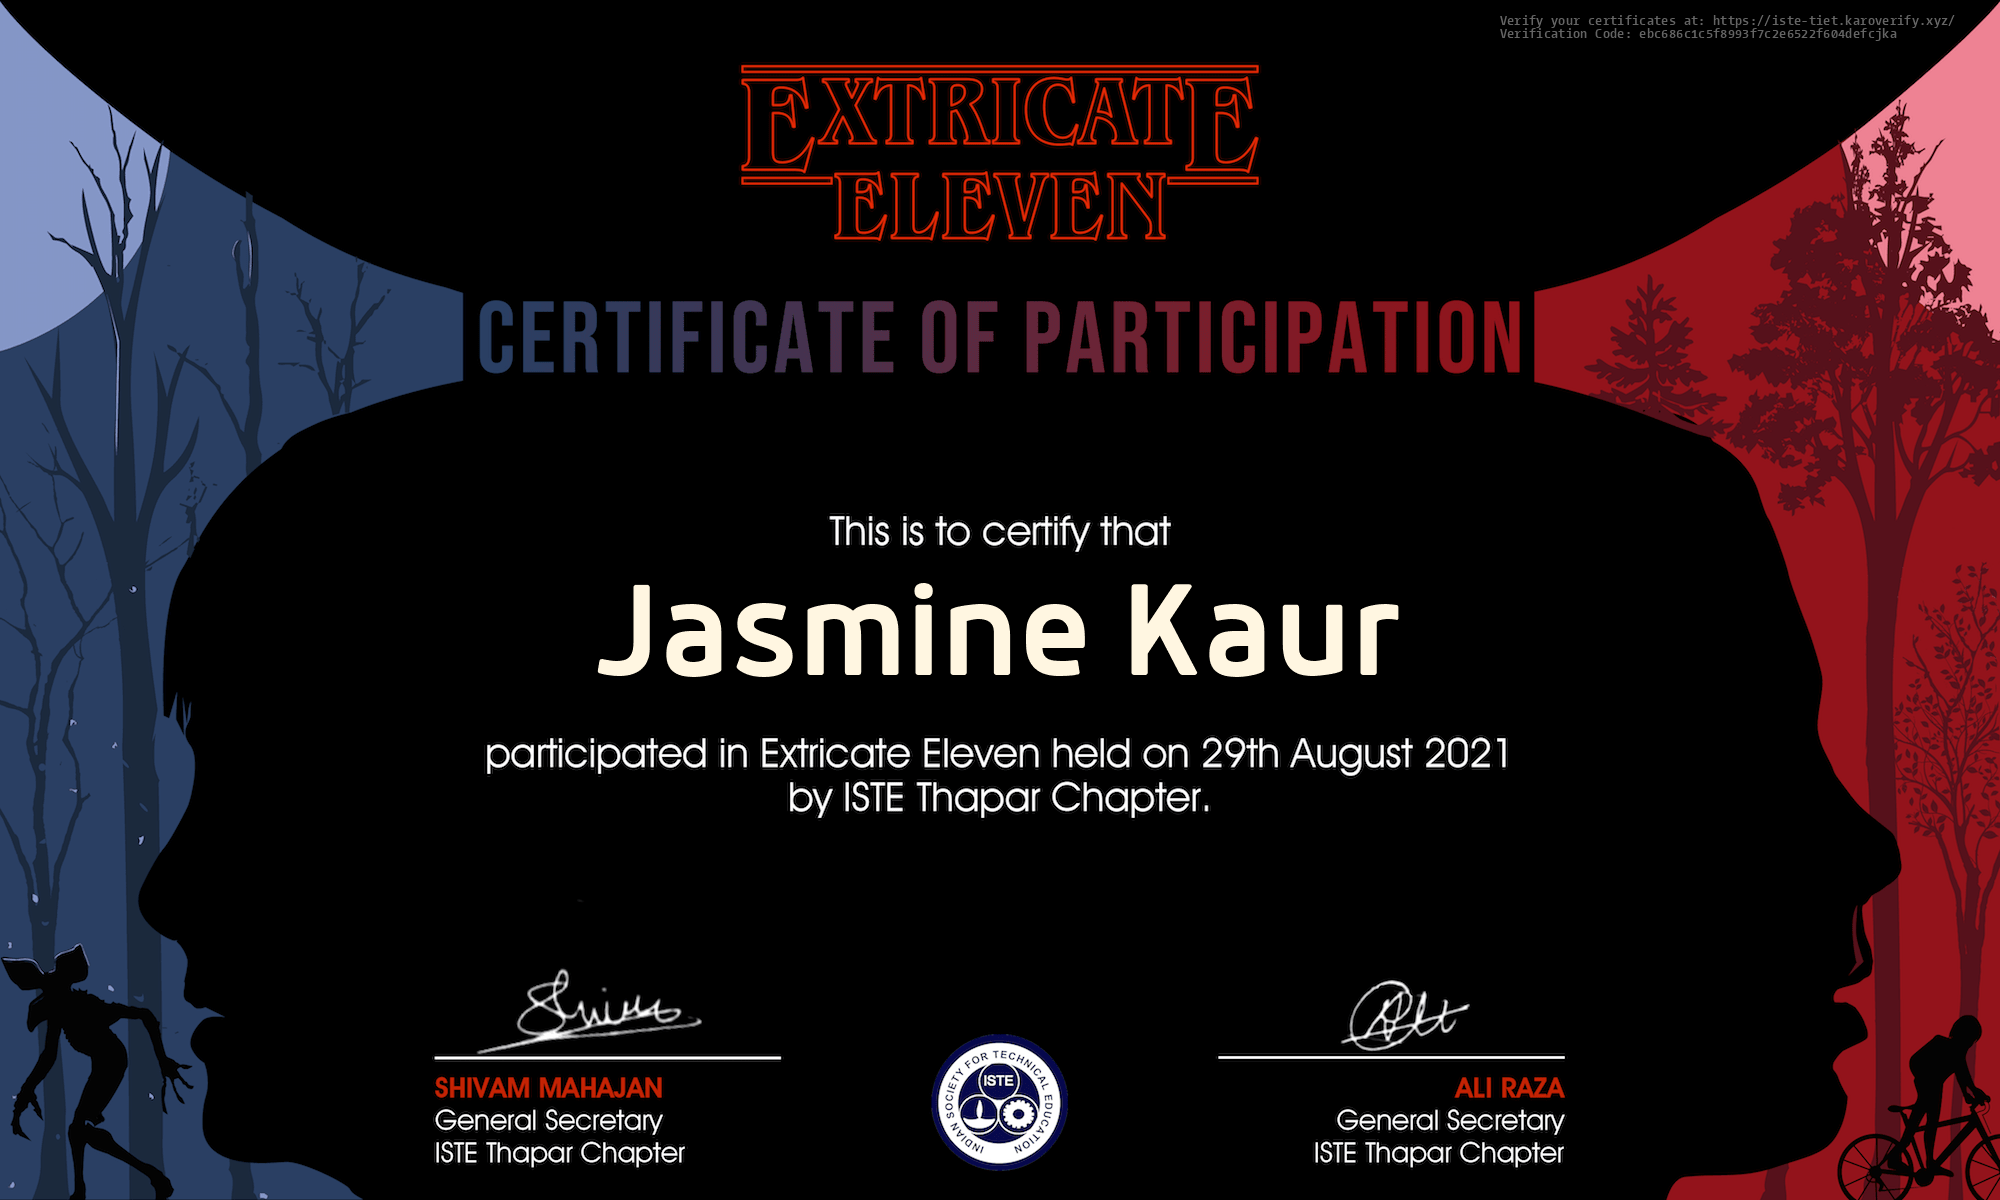 Verify your certificates at: https://iste-tiet.karoverify.xyz/
Verification Code: ebc686c1c5f8993f7c2e6522f604defcjka
EXTRICATE
ELEVEN
CERTIFICATE OF PARTICIPATION
This is to certify that
Jasmine Kaur
participated in Extricate Eleven held on 29th August 2021
by ISTE Thapar Chapter.
SHIVAM MAHAJAN
General Secretary
ISTE Thapar Chapter
INDIAN SOCIETY FOR TECHNICAL EDUCATION
ISTE
ALI RAZA
General Secretary
ISTE Thapar Chapter